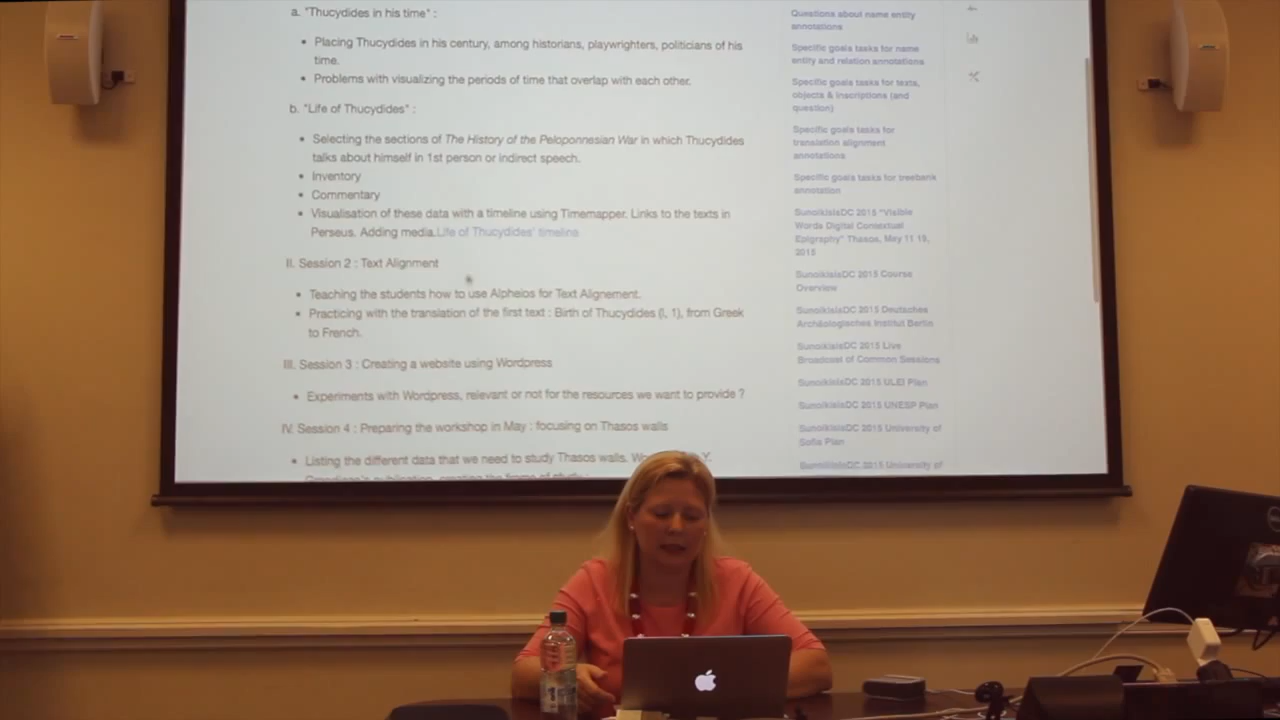 a. "Thucydides in his time" :
• Placing Thucydides in his century, among historians, playwrighters, politicians of his
time.
• Problems with visualizing the periods of time that overlap with each other.
b. "Life of Thucydides" :
• Selecting the sections of The History of the Peloponnesian War in which Thucydides
talks about himself in 1st person or indirect speech.
• Inventory
• Commentary
• Visualisation of these data with a timeline using Timemapper. Links to the texts in
Perseus. Adding media.Life of Thucydides' timeline
II. Session 2 : Text Alignment
• Teaching the students how to use Alpheios for Text Alignement.
• Practicing with the translation of the first text : Birth of Thucydides (I, 1), from Greek
to French.
III. Session 3 : Creating a website using Wordpress
• Experiments with Wordpress, relevant or not for the resources we want to provide ?
IV. Session 4 : Preparing the workshop in May : focusing on Thasos walls
• Listing the different data that we need to study Thasos walls. Y.
Questions about name entity
annotations
Specific goals tasks for name
entity and relation annotations
Specific goals tasks for texts,
objects & inscriptions (and
question)
Specific goals tasks for
translation alignment
annotations
Specific goals tasks for treebank
annotation
SunoikisisDC 2015 "Visible
Words Digital Contextual
Epigraphy" Thasos, May 11 19,
2015
SunoikisisDC 2015 Course
Overview
SunoikisisDC 2015 Deutsches
Archäologisches Institut Berlin
SunoikisisDC 2015 Live
Broadcast of Common Sessions
SunoikisisDC 2015 ULEI Plan
SunoikisisDC 2015 UNESP Plan
SunoikisisDC 2015 University of
Sofia Plan
SunoikisisDC 2015 University of